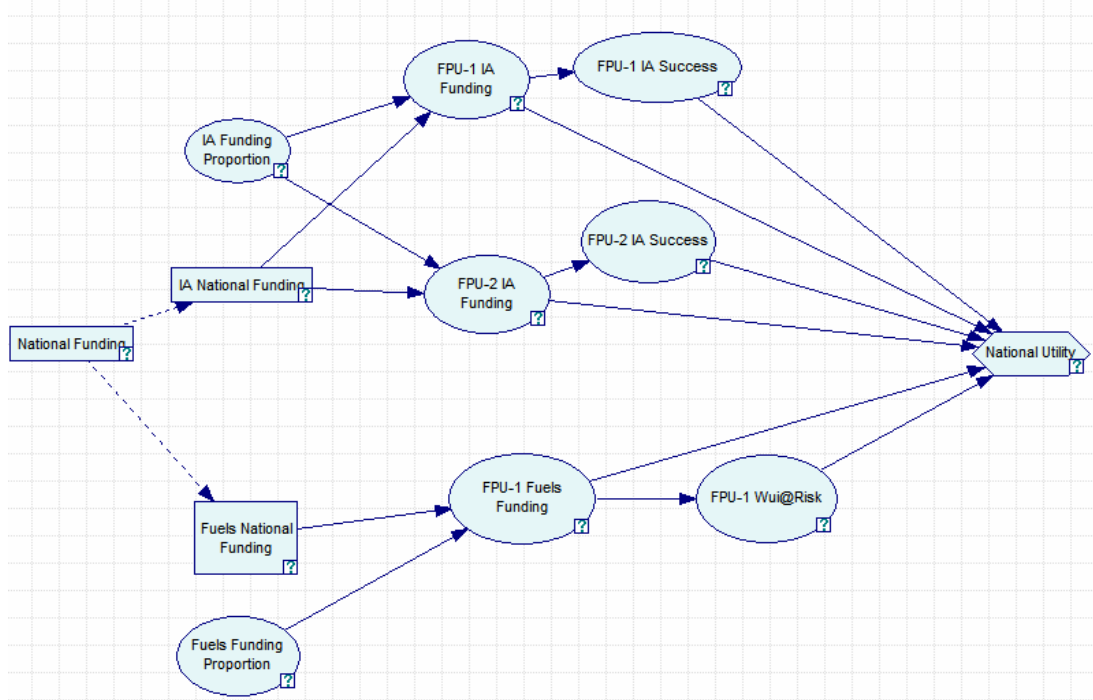 FPU-1 IA
Funding
?
FPU-1 IA Success
?
IA Funding
Proportion
?
FPU-2 IA Success
?
IA National Funding
?
FPU-2 IA
Funding
?
National Funding
?
National Utility
?
FPU-1 Fuels
Funding
?
FPU-1 Wui@Risk
?
Fuels National
Funding
?
Fuels Funding
Proportion
?